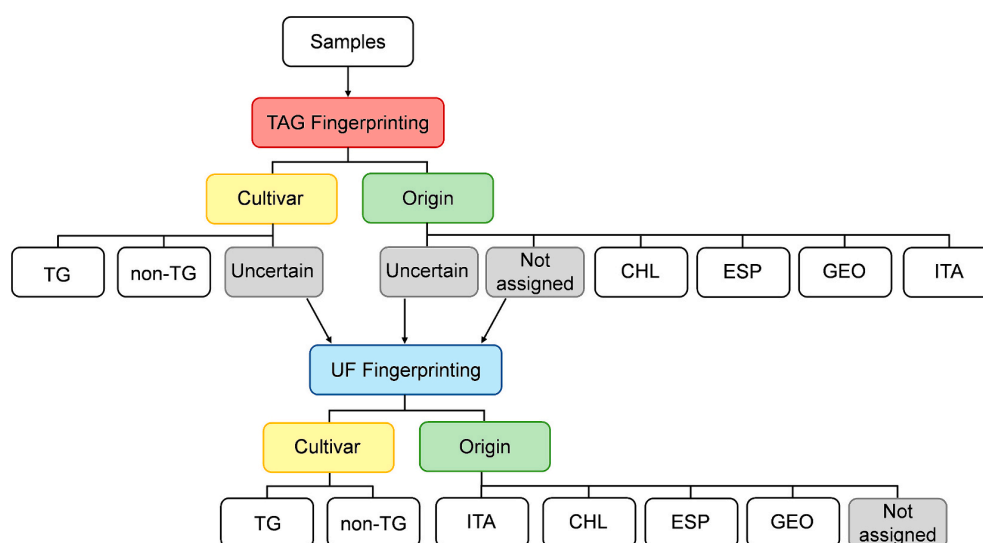 Samples
TAG Fingerprinting
Cultivar
Origin
TG
non-TG
Uncertain
Uncertain
Not
assigned
CHL
ESP
GEO
ITA
UF Fingerprinting
Cultivar
Origin
TG
non-TG
ITA
CHL
ESP
GEO
Not
assigned